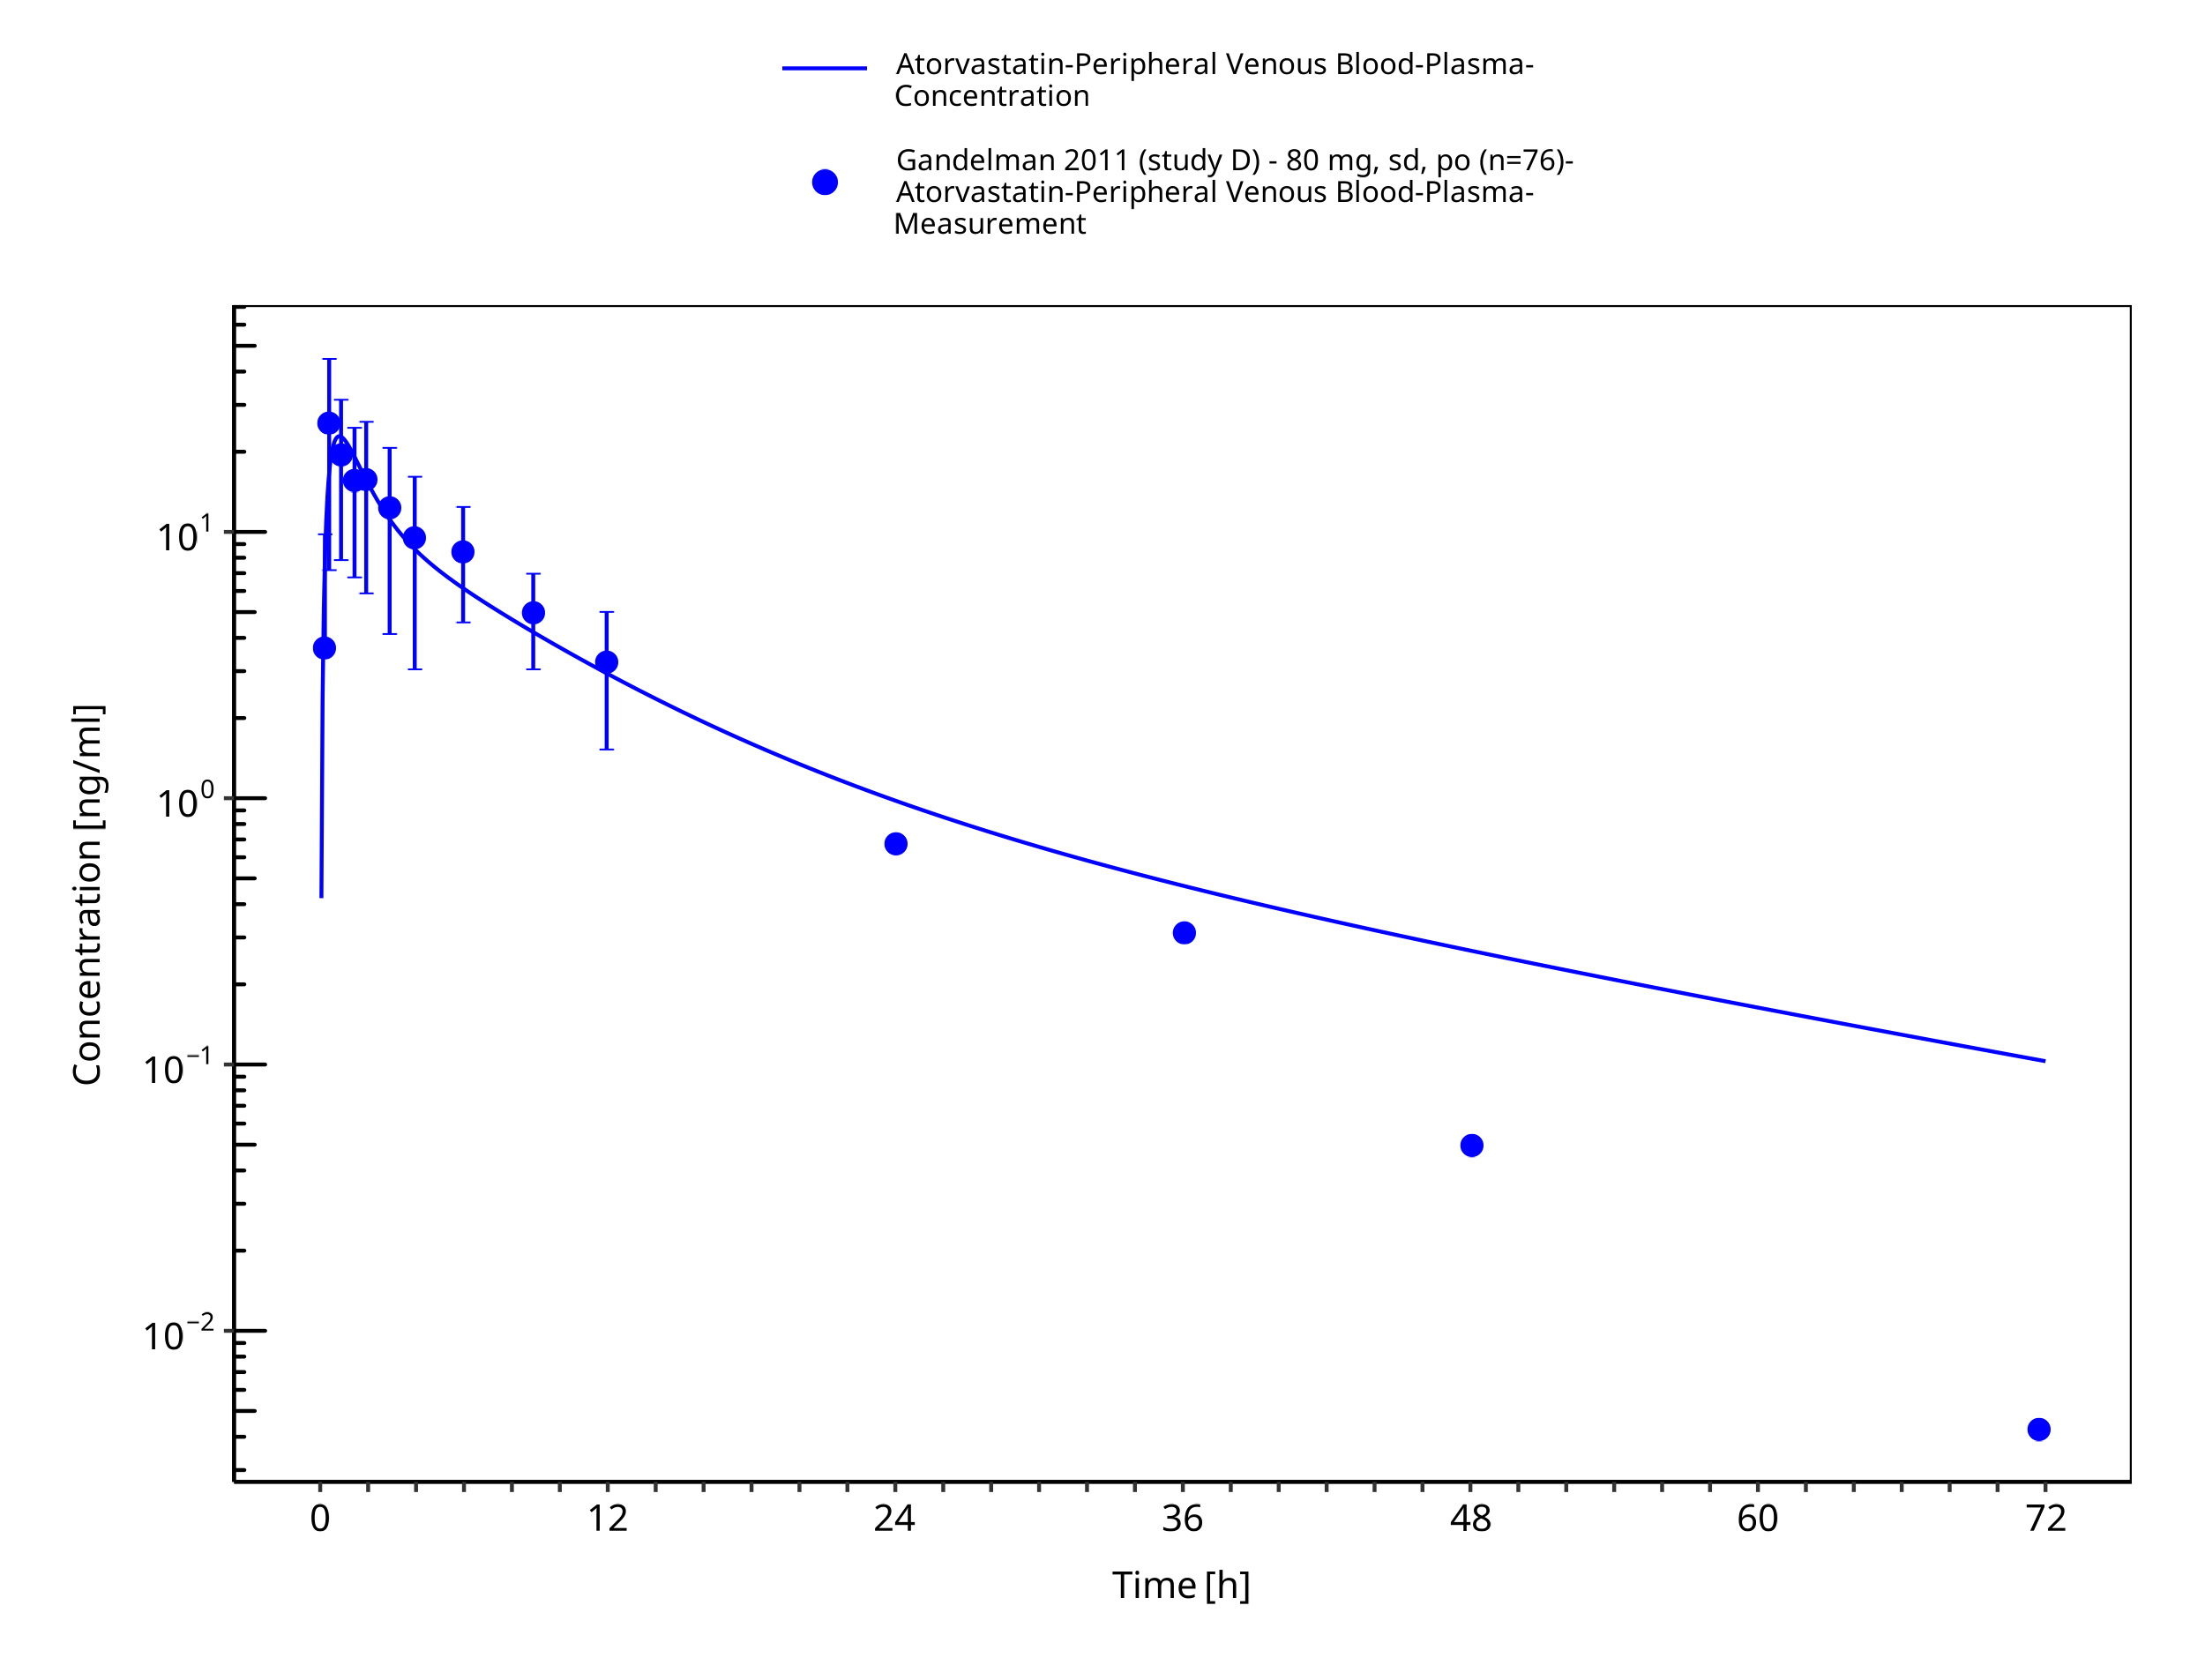 Atorvastatin-Peripheral Venous Blood-Plasma-
Concentration
Gandelman 2011 (study D) - 80 mg, sd, po (n=76)-
Atorvastatin-Peripheral Venous Blood-Plasma-
Measurement
Concentration [ng/ml]
10¹
10⁰
10⁻¹
10⁻²
0 12 24 36 48 60 72
Time [h]